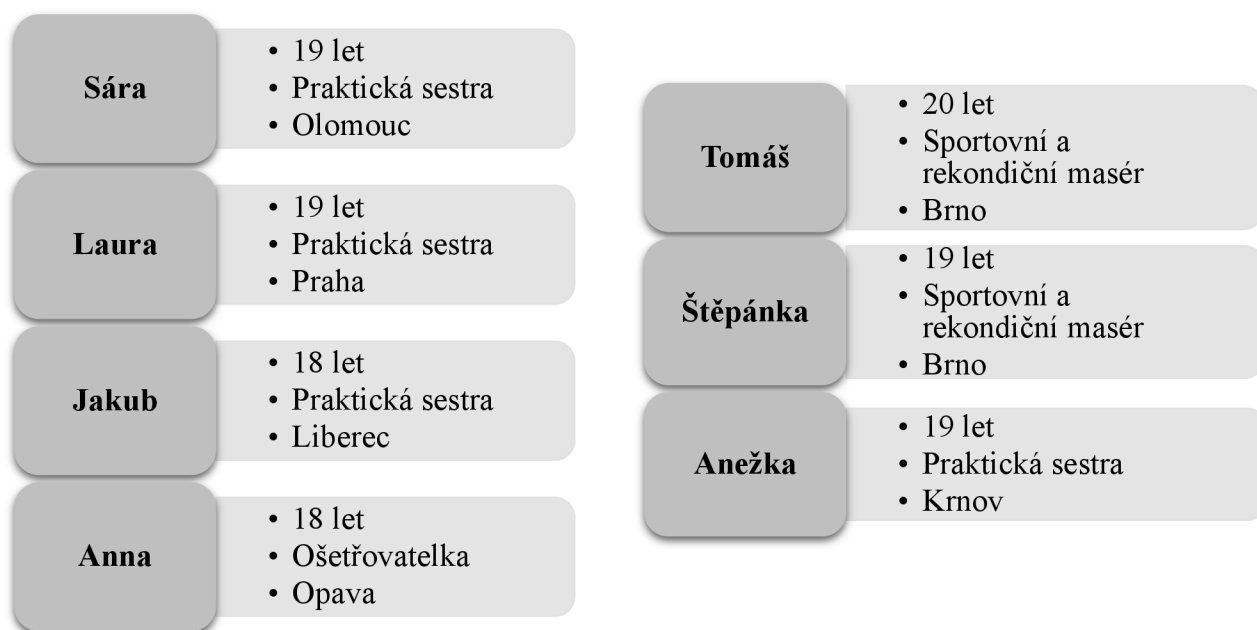 Sára
• 19 let
• Praktická sestra
• Olomouc
Laura
• 19 let
• Praktická sestra
• Praha
Jakub
• 18 let
• Praktická sestra
• Liberec
Anna
• 18 let
• Ošetřovatelka
• Opava
Tomáš
• 20 let
• Sportovní a
rekondiční masér
• Brno
Štěpánka
• 19 let
• Sportovní a
rekondiční masér
• Brno
Anežka
• 19 let
• Praktická sestra
• Krnov